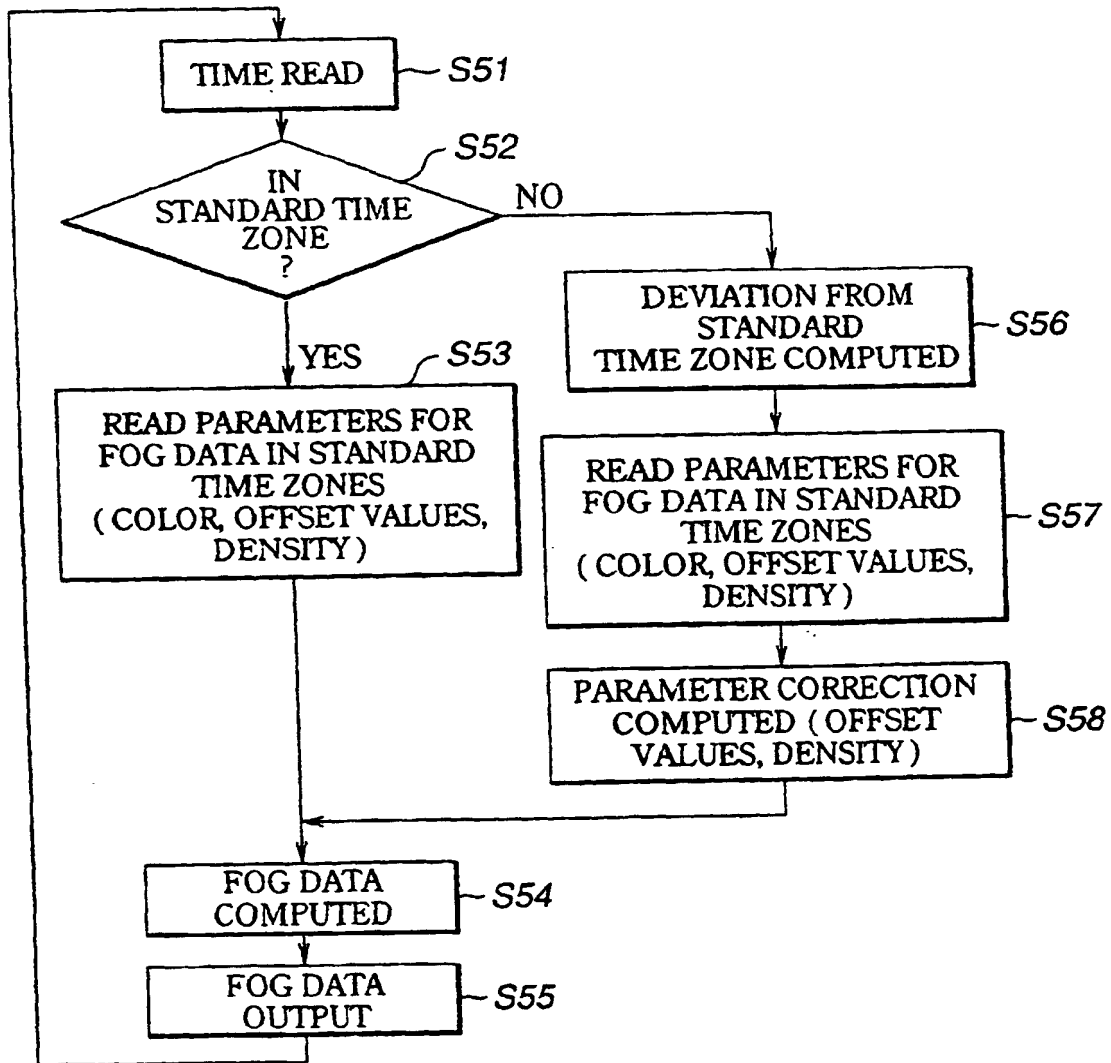 TIME READ
S51
S52
IN
STANDARD TIME
ZONE
?
NO
YES
S53
READ PARAMETERS FOR
FOG DATA IN STANDARD
TIME ZONES
( COLOR, OFFSET VALUES,
DENSITY )
DEVIATION FROM
STANDARD
TIME ZONE COMPUTED
S56
READ PARAMETERS FOR
FOG DATA IN STANDARD
TIME ZONES
( COLOR, OFFSET VALUES,
DENSITY )
S57
PARAMETER CORRECTION
COMPUTED ( OFFSET
VALUES, DENSITY )
S58
FOG DATA
COMPUTED
S54
FOG DATA
OUTPUT
S55